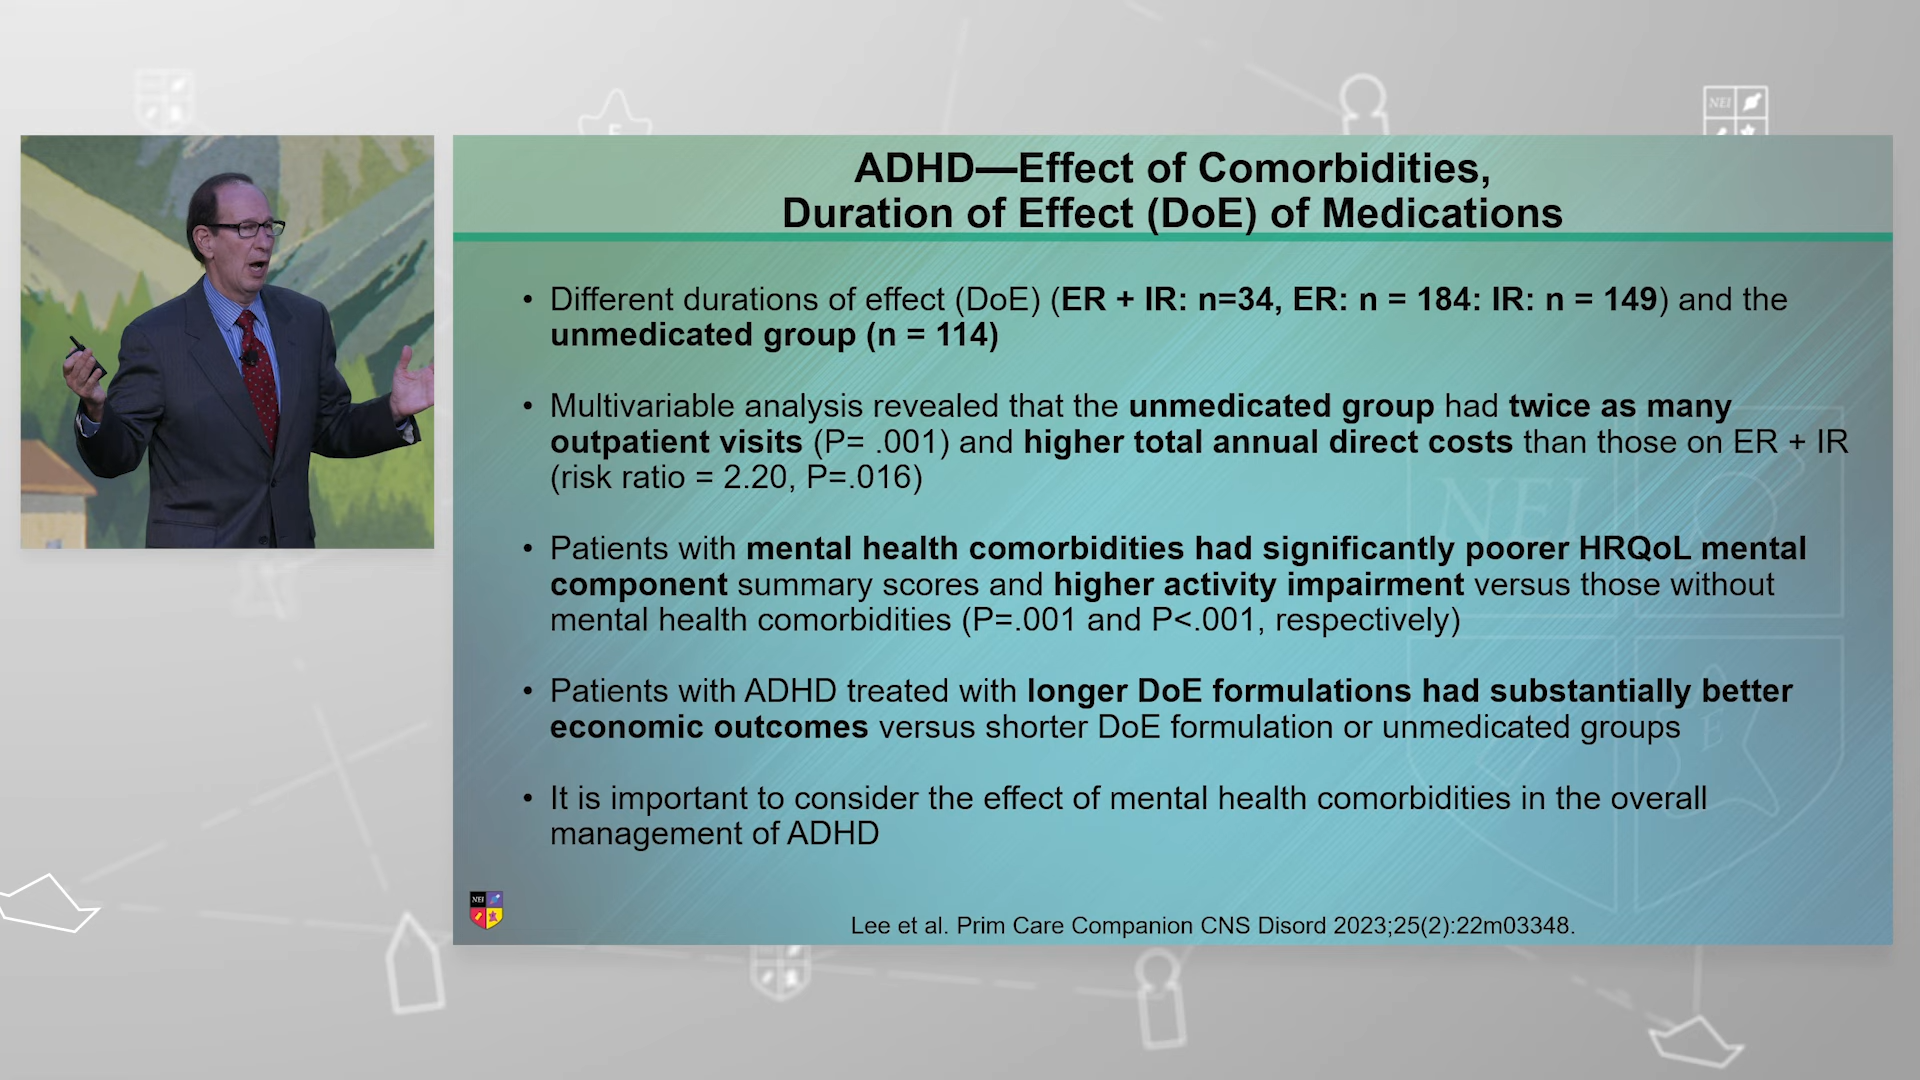 NEI
ADHD—Effect of Comorbidities,
Duration of Effect (DoE) of Medications
• Different durations of effect (DoE) (ER + IR: n=34, ER: n = 184: IR: n = 149) and the
unmedicated group (n = 114)
• Multivariable analysis revealed that the unmedicated group had twice as many
outpatient visits (P= .001) and higher total annual direct costs than those on ER + IR
(risk ratio = 2.20, P=.016)
• Patients with mental health comorbidities had significantly poorer HRQoL mental
component summary scores and higher activity impairment versus those without
mental health comorbidities (P=.001 and P<.001, respectively)
• Patients with ADHD treated with longer DoE formulations had substantially better
economic outcomes versus shorter DoE formulation or unmedicated groups
• It is important to consider the effect of mental health comorbidities in the overall
management of ADHD
NEI
E
NEI
Lee et al. Prim Care Companion CNS Disord 2023;25(2):22m03348.